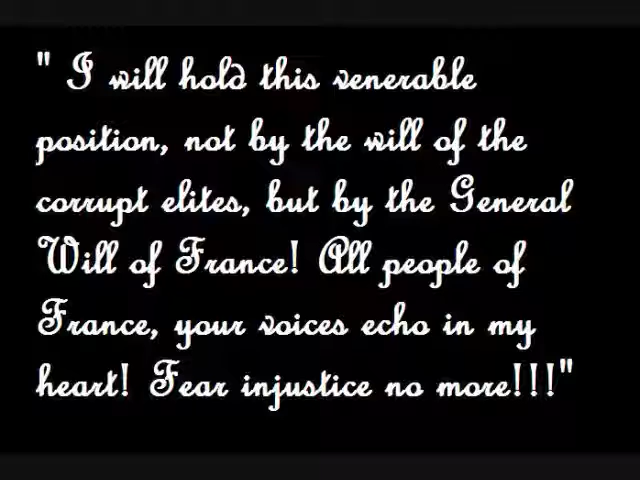 " I will hold this venerable
position, not by the will of the
corrupt elites, but by the General
Will of France! All people of
France, your voices echo in my
heart! Fear injustice no more!!!"